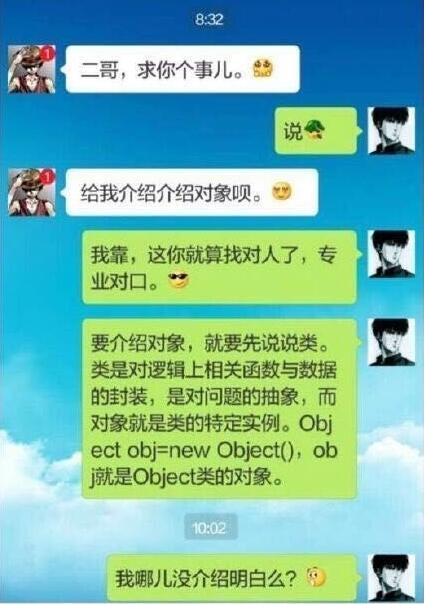 8:32
1
二哥，求你个事儿。
说
1
给我介绍介绍对象呗。
我靠，这你就算找对人了，专
业对口。
要介绍对象，就要先说说类。
类是对逻辑上相关函数与数据
的封装，是对问题的抽象，而
对象就是类的特定实例。Obj
ect obj=new Object()，ob
j就是Object类的对象。
10:02
我哪儿没介绍明白么？